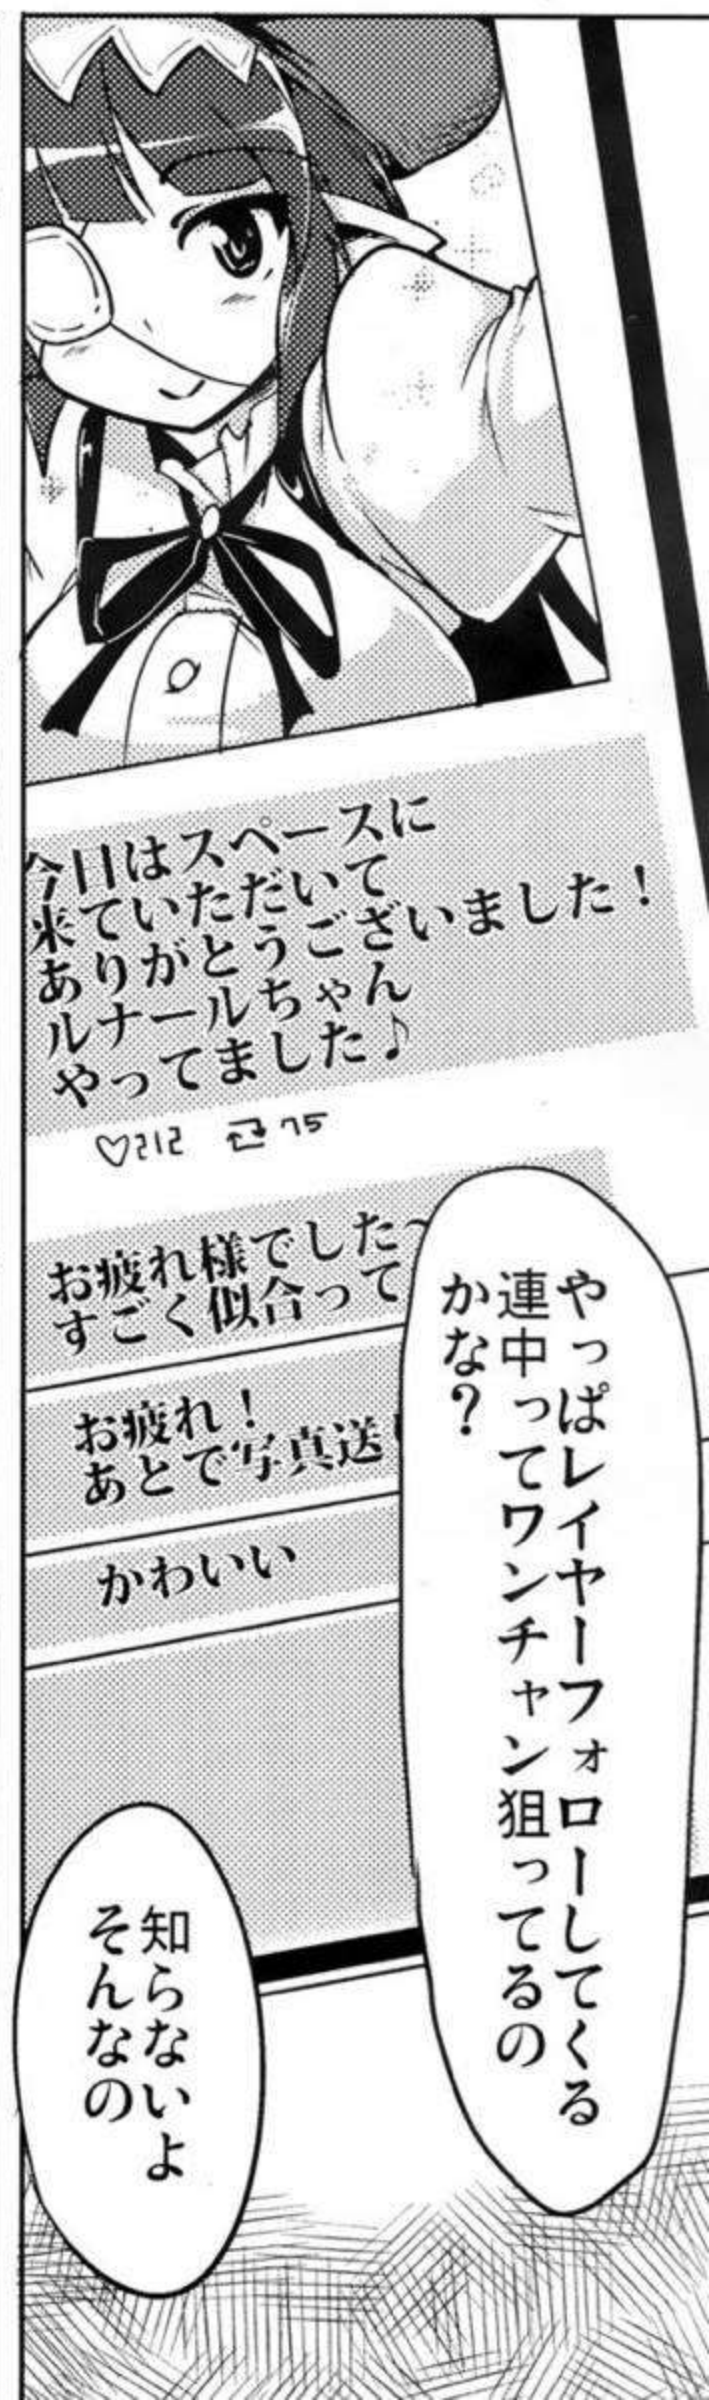 今日はスペースに
来ていただいて
ありがとうございました！
ルナールちゃん
やってました♪
♡212 75
お疲れ様でした〜
すごく似合って
お疲れ！
あとで写真送
かわいい
やっぱレイヤーフォローしてくる
連中ってワンチャン狙ってるの
かな？
知らないよ
そんなの